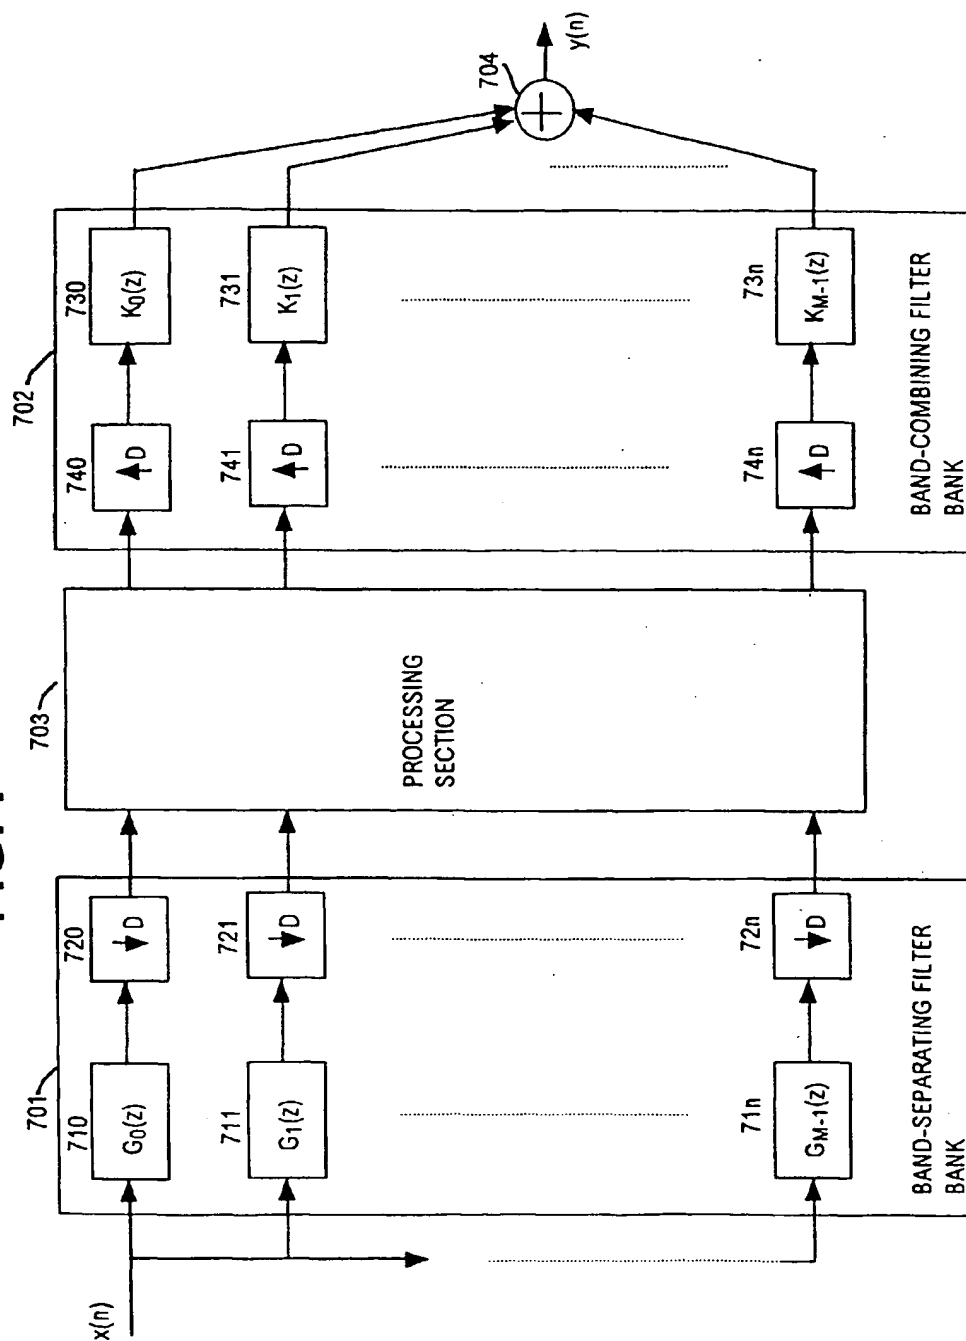 702
740
↑D
730
K0(z)
741
↑D
731
K1(z)
74n
↑D
73n
KM-1(z)
BAND-COMBINING FILTER
BANK
704
+
y(n)
703
PROCESSING
SECTION
701
x(n)
710
G0(z)
720
↓D
711
G1(z)
721
↓D
71n
GM-1(z)
72n
↓D
BAND-SEPARATING FILTER
BANK